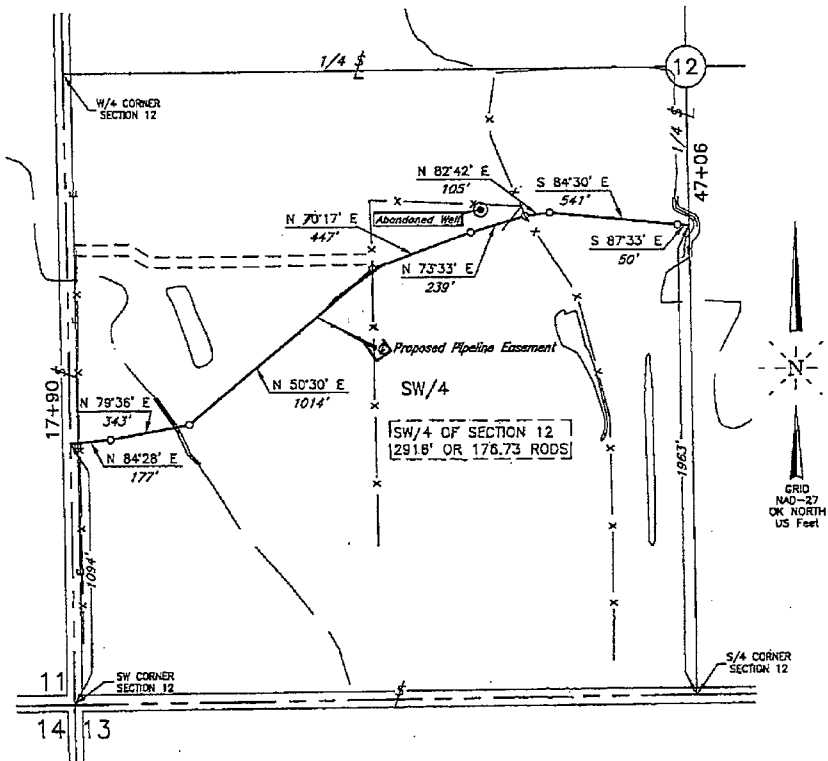 1/4
12
W/4 CORNER
SECTION 12
1/4
47+06
N 82°42' E
105'
S 84°30' E
541'
N 70°17' E
447'
Abandoned Well
S 87°33' E
50'
N 73°33' E
239'
Proposed Pipeline Easement
N
SW/4
N 50°30' E
1014'
17+90
N 79°36' E
343'
SW/4 OF SECTION 12
2916' OR 176.73 RODS
N 84°28' E
177'
1963'
GRID
NAD-27
OK NORTH
US Feet
1094'
S/4 CORNER
SECTION 12
11
SW CORNER
SECTION 12
14
13